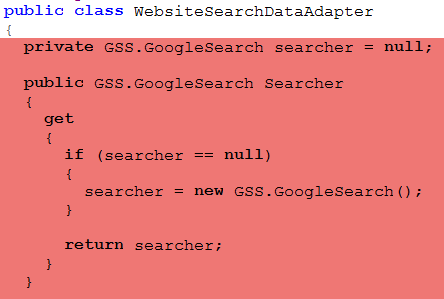 public class WebsiteSearchDataAdapter
{
private GSS.GoogleSearch searcher = null;
public GSS.GoogleSearch Searcher
{
get
{
if (searcher == null)
{
searcher = new GSS.GoogleSearch();
}
return searcher;
}
}